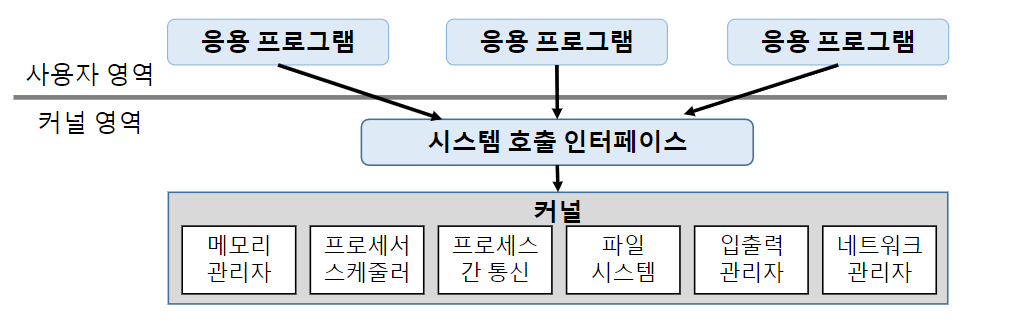 응용 프로그램
응용 프로그램
응용 프로그램
사용자 영역
커널 영역
시스템 호출 인터페이스
커널
메모리
관리자
프로세서
스케줄러
프로세스
간 통신
파일
시스템
입출력
관리자
네트워크
관리자